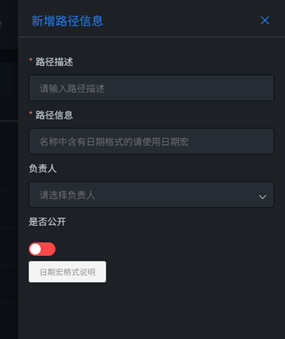 新增路径信息
* 路径描述
请输入路径描述
* 路径信息
名称中含有日期格式的请使用日期宏
负责人
请选择负责人
是否公开
日期宏格式说明